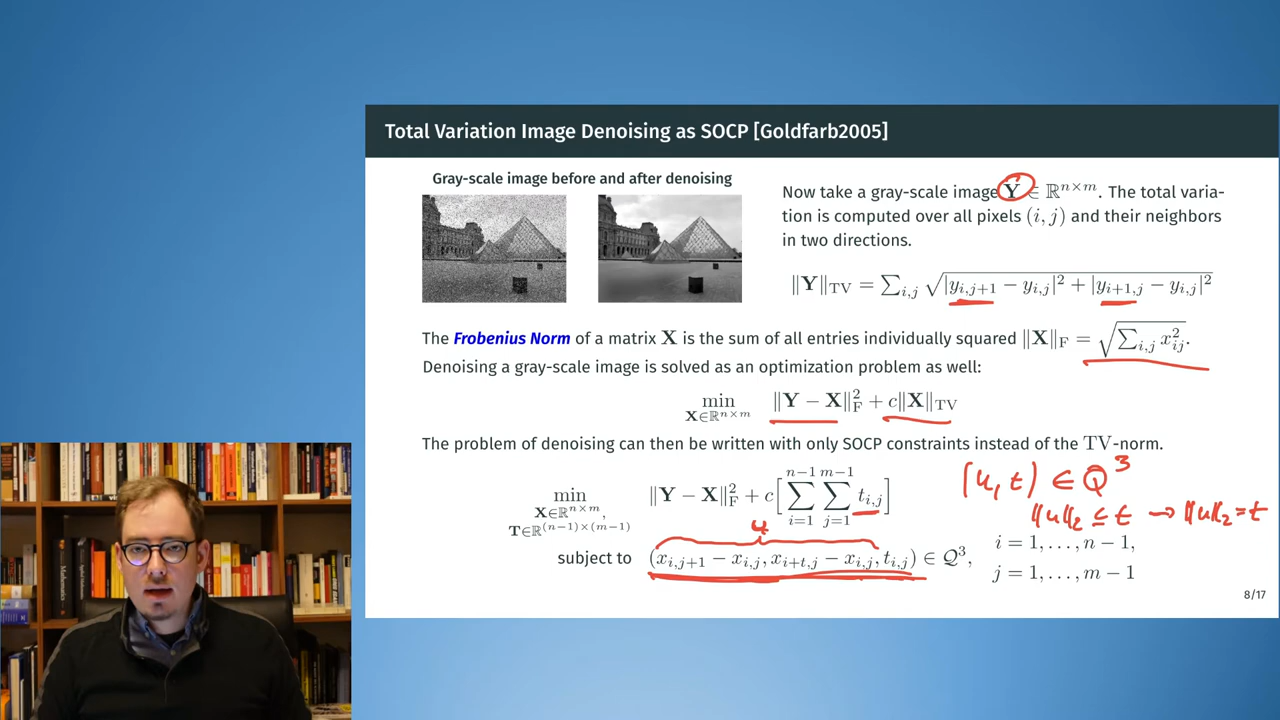 Total Variation Image Denoising as SOCP [Goldfarb2005]
Gray-scale image before and after denoising
Now take a gray-scale image Y ∈ ℝ^{n×m}. The total varia-
tion is computed over all pixels (i, j) and their neighbors
in two directions.
‖Y‖_TV = ∑_{i,j} √(|y_{i,j+1} − y_{i,j}|² + |y_{i+1,j} − y_{i,j}|²)
The Frobenius Norm of a matrix X is the sum of all entries individually squared ‖X‖_F = √(∑_{i,j} x_{ij}²).
Denoising a gray-scale image is solved as an optimization problem as well:
min_{X∈ℝ^{n×m}} ‖Y − X‖_F² + c‖X‖_TV
The problem of denoising can then be written with only SOCP constraints instead of the TV-norm.
min_{X∈ℝ^{n×m}, T∈ℝ^{(n−1)×(m−1)}} ‖Y − X‖_F² + c[∑_{i=1}^{n−1} ∑_{j=1}^{m−1} t_{i,j}]
(u, t) ∈ Q³
‖u‖₂ ≤ t → ‖u‖₂ = t
u
subject to (x_{i,j+1} − x_{i,j}, x_{i+t,j} − x_{i,j}, t_{i,j}) ∈ Q³, i = 1, . . . , n − 1,
j = 1, . . . , m − 1
8/17